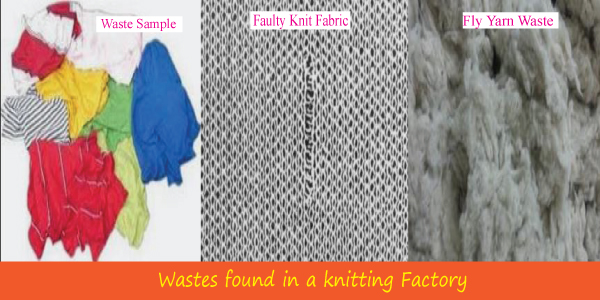 Waste Sample
Faulty Knit Fabric
Fly Yarn Waste
Wastes found in a knitting Factory